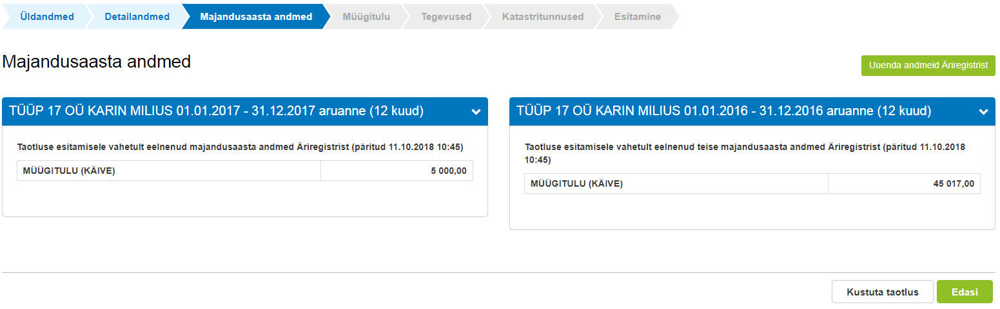 Üldandmed
Detailandmed
Majandusaasta andmed
Müügitulu
Tegevused
Katastritunnused
Esitamine
Majandusaasta andmed
Uuenda andmeid Äriregistrist
TÜÜP 17 OÜ KARIN MILIUS 01.01.2017 - 31.12.2017 aruanne (12 kuud)
Taotluse esitamisele vahetult eelnenud majandusaasta andmed Äriregistrist (päritud 11.10.2018 10:45)
MÜÜGITULU (KÄIVE)
5 000,00
TÜÜP 17 OÜ KARIN MILIUS 01.01.2016 - 31.12.2016 aruanne (12 kuud)
Taotluse esitamisele vahetult eelnenud teise majandusaasta andmed Äriregistrist (päritud 11.10.2018
10:45)
MÜÜGITULU (KÄIVE)
45 017,00
Kustuta taotlus
Edasi